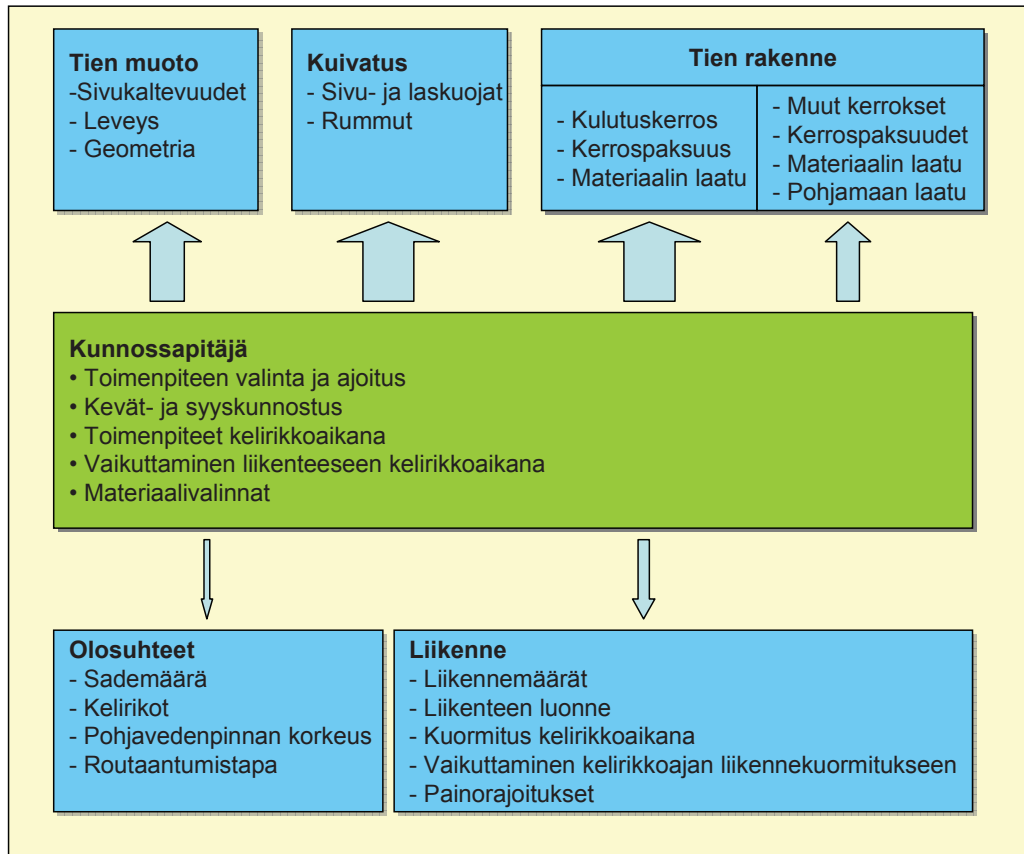 Tien muoto
-Sivukaltevuudet
- Leveys
- Geometria
Kuivatus
- Sivu- ja laskuojat
- Rummut
Tien rakenne
- Kulutuskerros
- Kerrospaksuus
- Materiaalin laatu
- Muut kerrokset
- Kerrospaksuudet
- Materiaalin laatu
- Pohjamaan laatu
Kunnossapitäjä
• Toimenpiteen valinta ja ajoitus
• Kevät- ja syyskunnostus
• Toimenpiteet kelirikkoaikana
• Vaikuttaminen liikenteeseen kelirikkoaikana
• Materiaalivalinnat
Olosuhteet
- Sademäärä
- Kelirikot
- Pohjavedenpinnan korkeus
- Routaantumistapa
Liikenne
- Liikennemäärät
- Liikenteen luonne
- Kuormitus kelirikkoaikana
- Vaikuttaminen kelirikkoajan liikennekuormitukseen
- Painorajoitukset